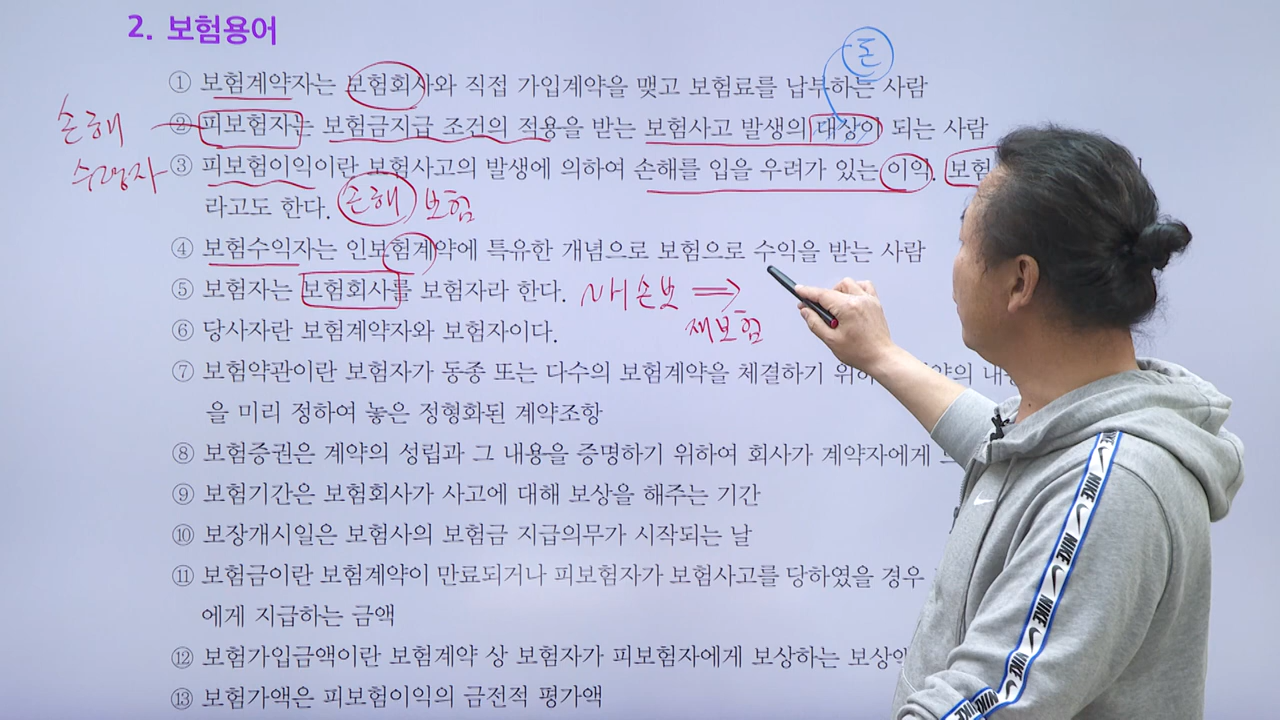 2. 보험용어
돈
① 보험계약자는 보험회사와 직접 가입계약을 맺고 보험료를 납부하는 사람
손해
② 피보험자는 보험금지급 조건의 적용을 받는 보험사고 발생의 대상이 되는 사람
③ 피보험이익이란 보험사고의 발생에 의하여 손해를 입을 우려가 있는 이익. 보험
라고도 한다. 손해 보험
④ 보험수익자는 인보험계약에 특유한 개념으로 보험으로 수익을 받는 사람
⑤ 보험자는 보험회사를 보험자라 한다. 손보 ⇒
재보험
⑥ 당사자란 보험계약자와 보험자이다.
⑦ 보험약관이란 보험자가 동종 또는 다수의 보험계약을 체결하기 위하
을 미리 정하여 놓은 정형화된 계약조항
⑧ 보험증권은 계약의 성립과 그 내용을 증명하기 위하여 회사가 계약자에게
⑨ 보험기간은 보험회사가 사고에 대해 보상을 해주는 기간
⑩ 보장개시일은 보험사의 보험금 지급의무가 시작되는 날
⑪ 보험금이란 보험계약이 만료되거나 피보험자가 보험사고를 당하였을 경우
에게 지급하는 금액
⑫ 보험가입금액이란 보험계약 상 보험자가 피보험자에게 보상하는
⑬ 보험가액은 피보험이익의 금전적 평가액
NIKE
NIKE
NIKE
NIKE
NIKE